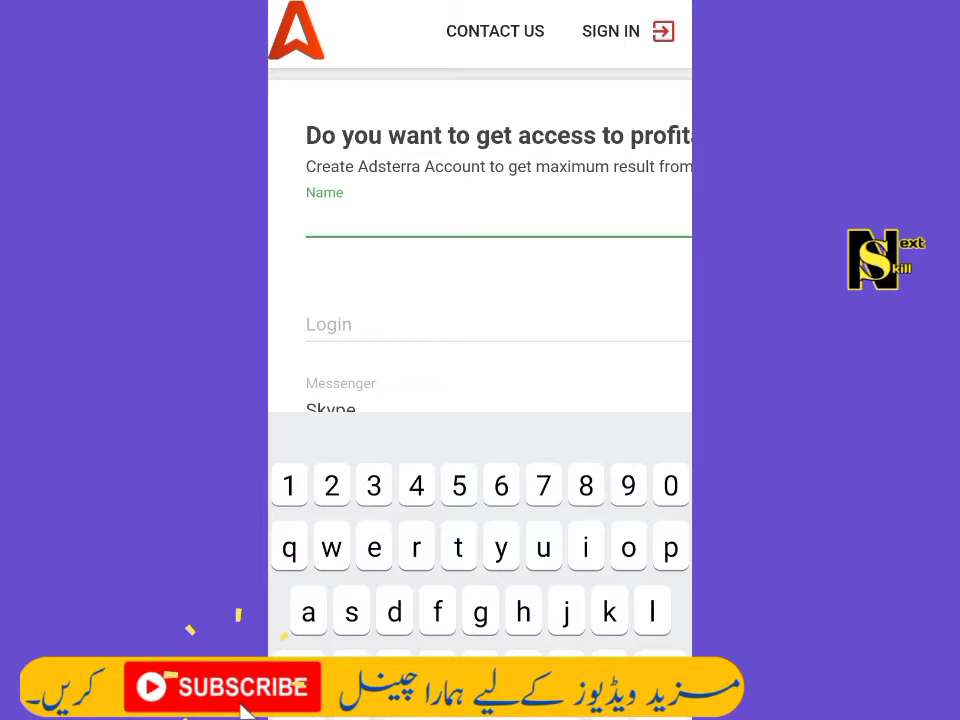 CONTACT US
SIGN IN
Do you want to get access to profit
Create Adsterra Account to get maximum result from
Name
Login
Messenger
Skype
1 2 3 4 5 6 7 8 9 0
q w e r t y u i o p
a s d f g h j k l
Next
Skill
مزید ویڈیوز کے لیے ہمارا چینل SUBSCRIBE کریں۔